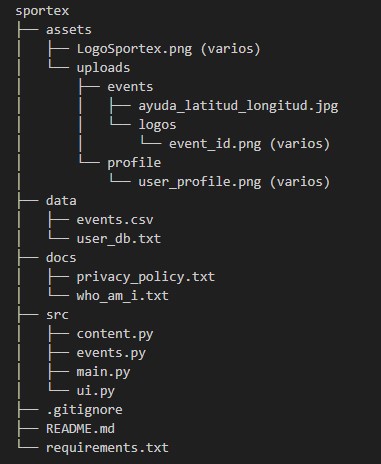 sportex
├── assets
│   ├── LogoSportex.png (varios)
│   └── uploads
│       ├── events
│       │   ├── ayuda_latitud_longitud.jpg
│       │   └── logos
│       │       └── event_id.png (varios)
│       └── profile
│           └── user_profile.png (varios)
├── data
│   ├── events.csv
│   └── user_db.txt
├── docs
│   ├── privacy_policy.txt
│   └── who_am_i.txt
├── src
│   ├── content.py
│   ├── events.py
│   ├── main.py
│   └── ui.py
├── .gitignore
├── README.md
└── requirements.txt